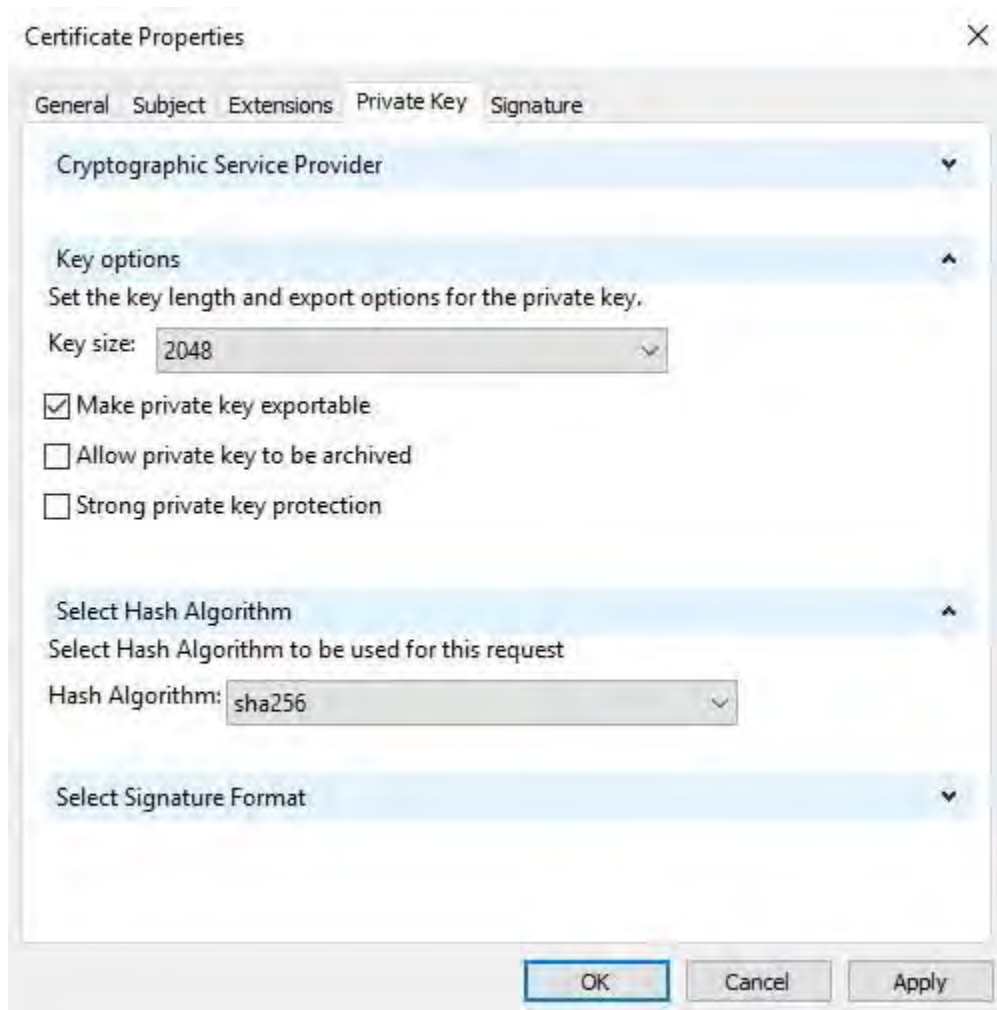 Certificate Properties
General Subject Extensions Private Key Signature
Cryptographic Service Provider
Key options
Set the key length and export options for the private key.
Key size: 2048
Make private key exportable
Allow private key to be archived
Strong private key protection
Select Hash Algorithm
Select Hash Algorithm to be used for this request
Hash Algorithm: sha256
Select Signature Format
OK Cancel Apply